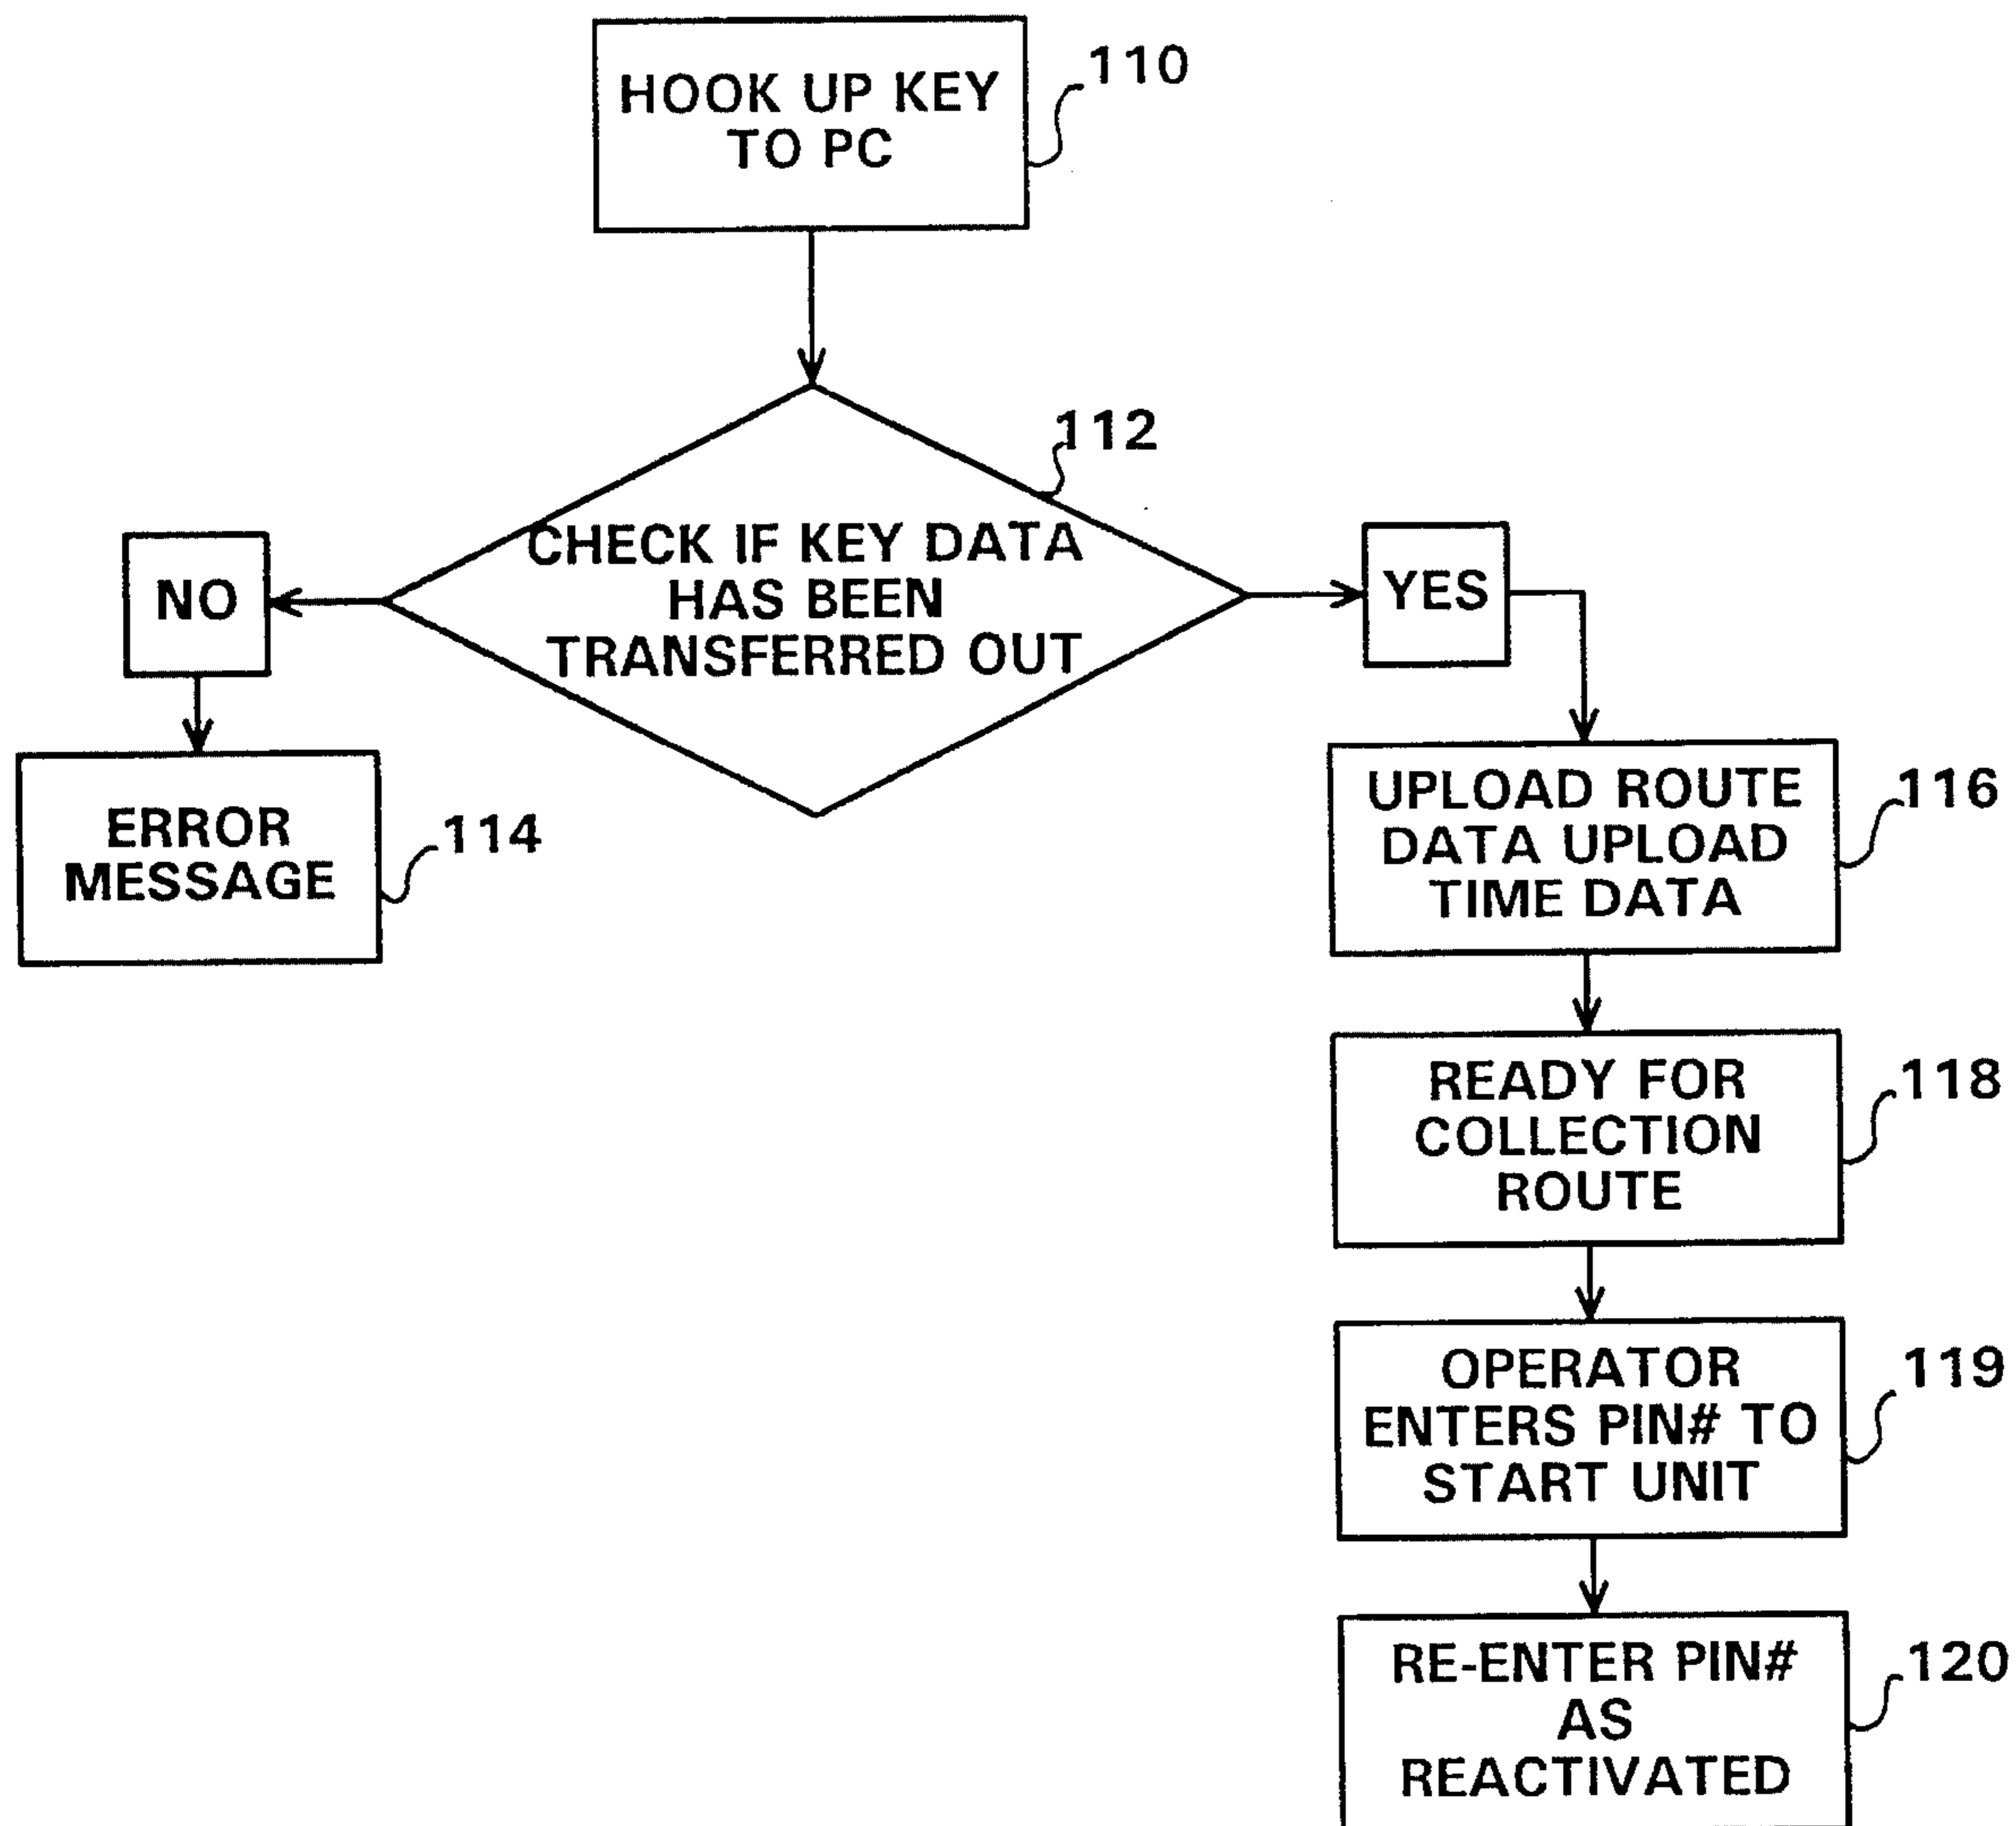 HOOK UP KEY
TO PC
110
112
CHECK IF KEY DATA
HAS BEEN
TRANSFERRED OUT
NO
YES
ERROR
MESSAGE
114
UPLOAD ROUTE
DATA UPLOAD
TIME DATA
116
READY FOR
COLLECTION
ROUTE
118
OPERATOR
ENTERS PIN# TO
START UNIT
119
RE-ENTER PIN#
AS
REACTIVATED
120